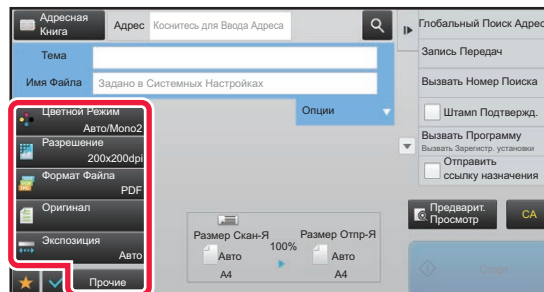 Адресная
Книга
Адрес
Коснитесь для Ввода Адреса
Тема
Имя Файла
Задано в Системных Настройках
Опции
Цветной Режим
Авто/Mono2
Разрешение
200x200dpi
Формат Файла
PDF
Оригинал
Экспозиция
Авто
Прочие
Размер Скан-Я
Авто
A4
100%
Размер Отпр-Я
Авто
A4
Глобальный Поиск Адрес
Запись Передач
Вызвать Номер Поиска
Штамп Подтвержд.
Вызвать Программу
Вызвать Зарегистр. установки
Отправить
ссылку назначения
Предварит.
Просмотр
CA
Старт